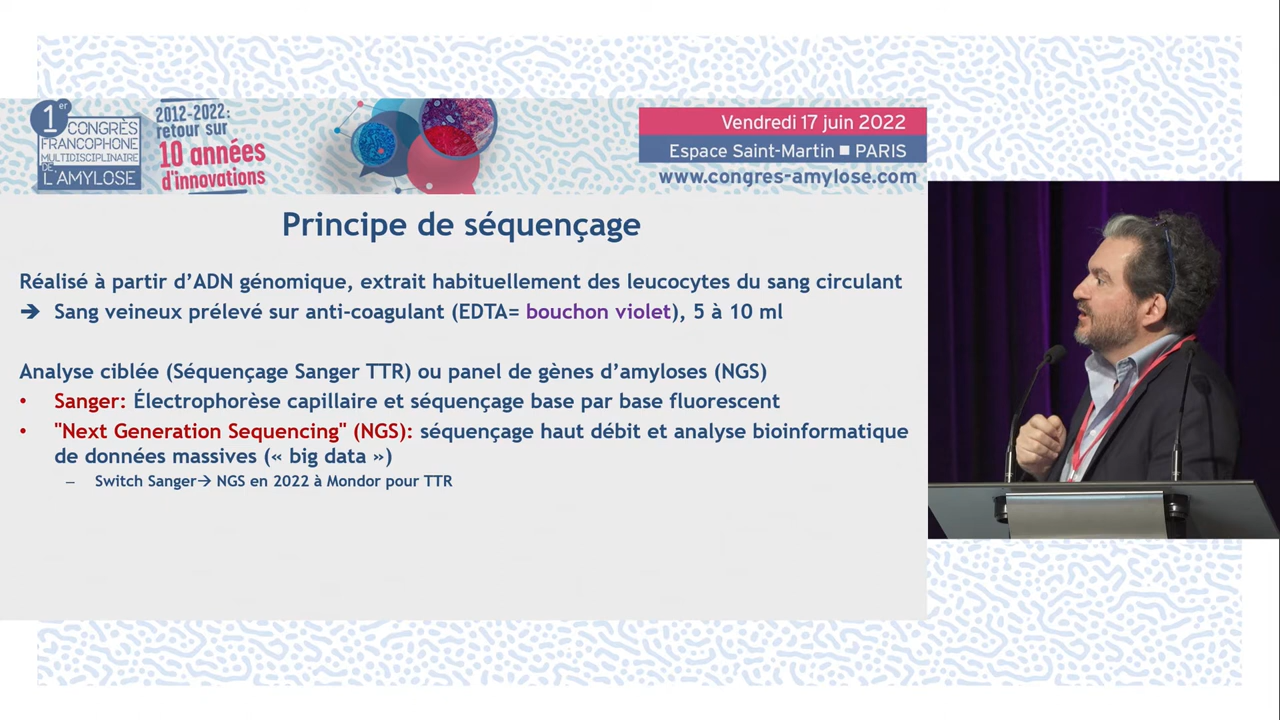 1er
CONGRÈS
FRANCOPHONE
MULTIDISCIPLINAIRE
DE
L'AMYLOSE
2012-2022:
retour sur
10 années
d'innovations
Vendredi 17 juin 2022
Espace Saint-Martin ■ PARIS
www.congres-amylose.com
Principe de séquençage
Réalisé à partir d'ADN génomique, extrait habituellement des leucocytes du sang circulant
➔ Sang veineux prélevé sur anti-coagulant (EDTA= bouchon violet), 5 à 10 ml
Analyse ciblée (Séquençage Sanger TTR) ou panel de gènes d'amyloses (NGS)
• Sanger: Électrophorèse capillaire et séquençage base par base fluorescent
• "Next Generation Sequencing" (NGS): séquençage haut débit et analyse bioinformatique
de données massives (« big data »)
– Switch Sanger→ NGS en 2022 à Mondor pour TTR